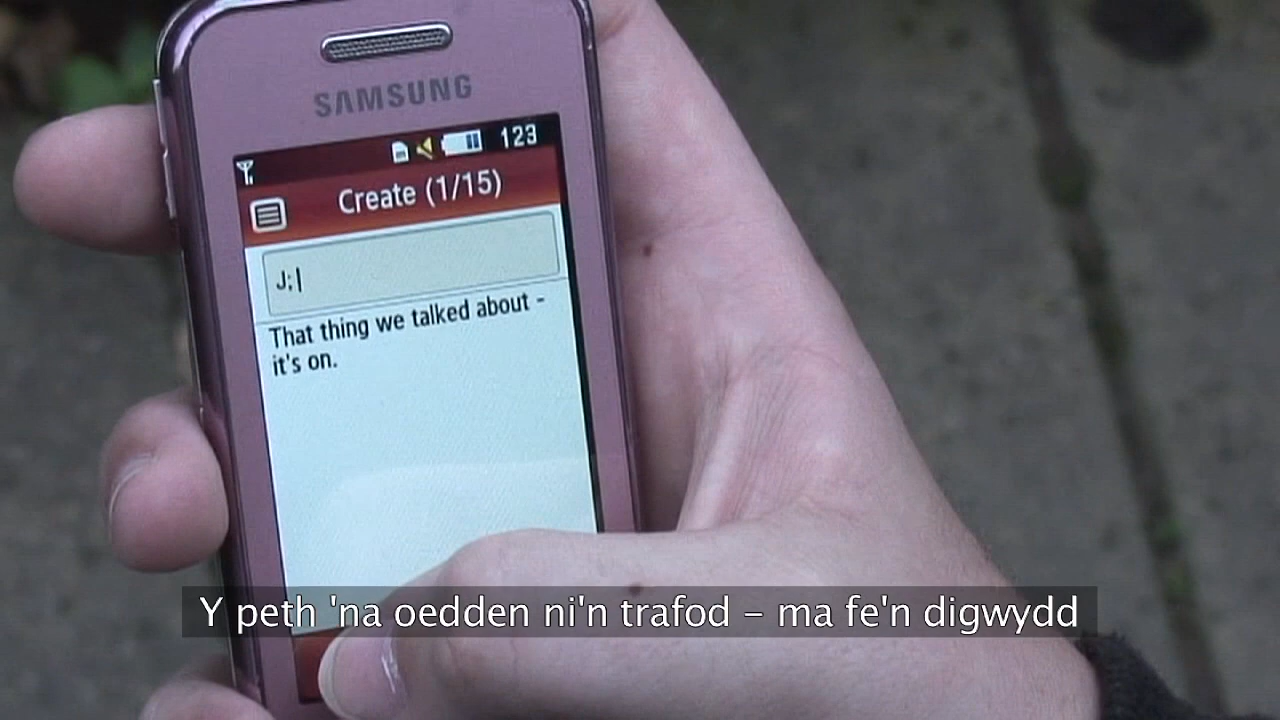 SAMSUNG
123
Create (1/15)
J;
That thing we talked about -
it's on.
Y peth 'na oedden ni'n trafod – ma fe'n digwydd